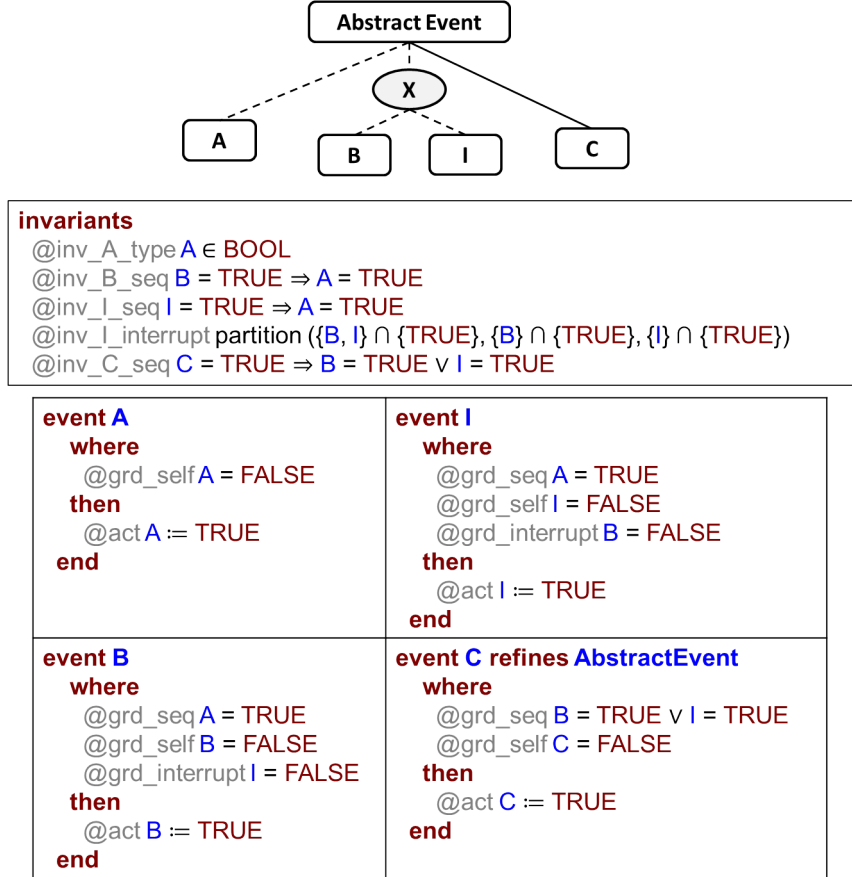 Abstract Event
X
A
B
I
C
invariants
@inv_A_type A ∈ BOOL
@inv_B_seq B = TRUE ⇒ A = TRUE
@inv_I_seq I = TRUE ⇒ A = TRUE
@inv_I_interrupt partition ({B, I} ∩ {TRUE}, {B} ∩ {TRUE}, {I} ∩ {TRUE})
@inv_C_seq C = TRUE ⇒ B = TRUE ∨ I = TRUE
event A
where
@grd_self A = FALSE
then
@act A ≔ TRUE
end
event I
where
@grd_seq A = TRUE
@grd_self I = FALSE
@grd_interrupt B = FALSE
then
@act I ≔ TRUE
end
event B
where
@grd_seq A = TRUE
@grd_self B = FALSE
@grd_interrupt I = FALSE
then
@act B ≔ TRUE
end
event C refines AbstractEvent
where
@grd_seq B = TRUE ∨ I = TRUE
@grd_self C = FALSE
then
@act C ≔ TRUE
end